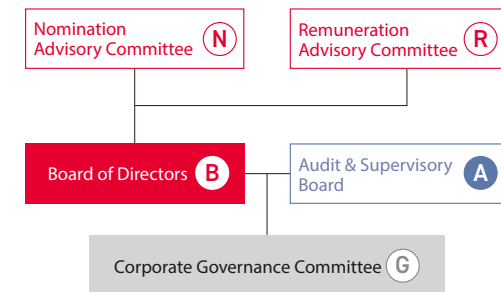 Nomination
Advisory Committee N
Remuneration
Advisory Committee R
Board of Directors B
Audit & Supervisory
Board A
Corporate Governance Committee G